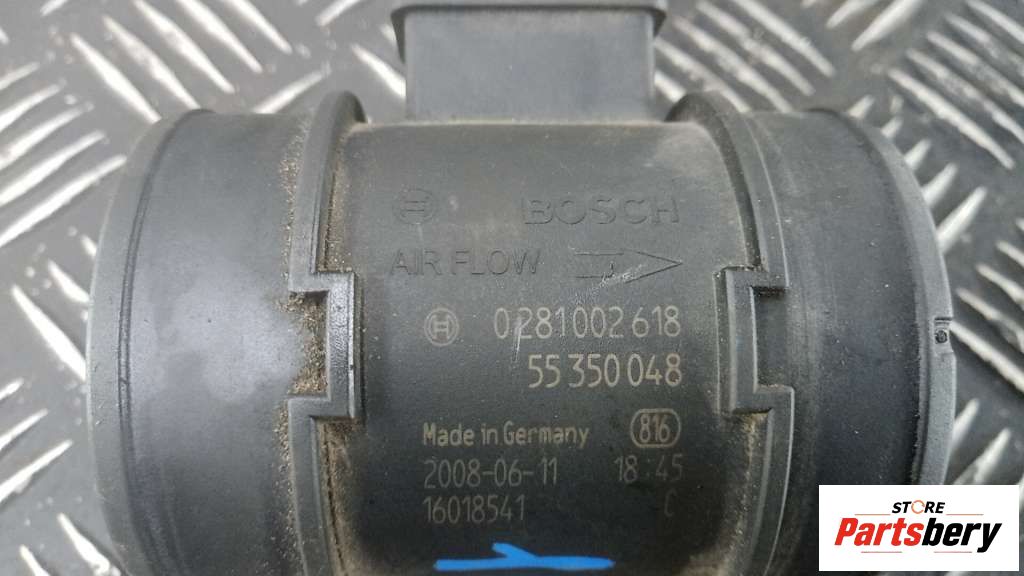 BOSCH
AIR FLOW
0281002618
55350048
Made in Germany 816
2008-06-11 18:45
16018541 C
STORE
Partsbery